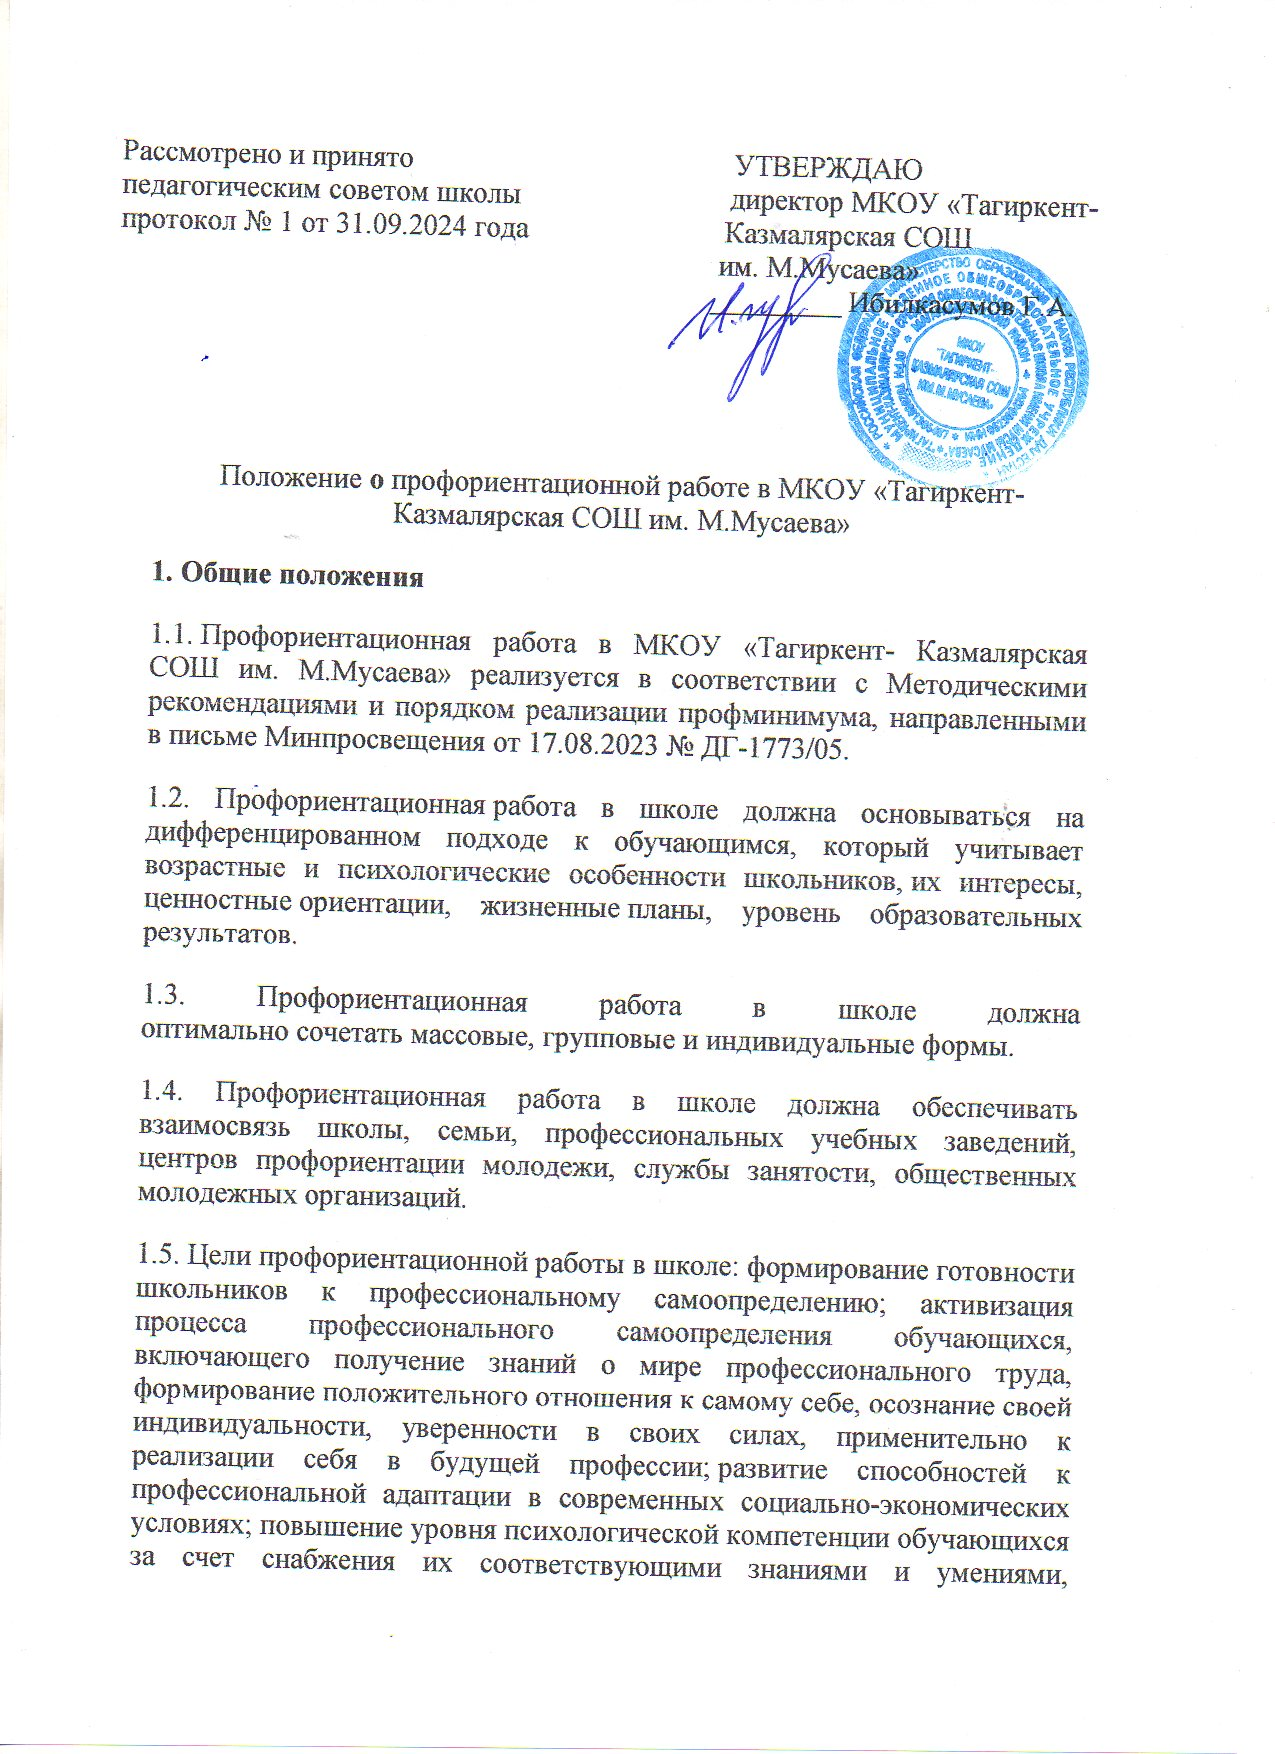 Рассмотрено и принято
педагогическим советом школы
протокол № 1 от 31.09.2024 года
УТВЕРЖДАЮ
директор МКОУ «Тагиркент-
Казмалярская СОШ
им. М.Мусаева»
Ибилкасумов Г.А.
МКОУ
"ТАГИРКЕНТ-
КАЗМАЛЯРСКАЯ СОШ
ИМ. М. МУСАЕВА»
Положение о профориентационной работе в МКОУ «Тагиркент-
Казмалярская СОШ им. М.Мусаева»
1. Общие положения
1.1. Профориентационная работа в МКОУ «Тагиркент- Казмалярская
СОШ им. М.Мусаева» реализуется в соответствии с Методическими
рекомендациями и порядком реализации профминимума, направленными
в письме Минпросвещения от 17.08.2023 № ДГ-1773/05.
1.2. Профориентационная работа в школе должна основываться на
дифференцированном подходе к обучающимся, который учитывает
возрастные и психологические особенности школьников, их интересы,
ценностные ориентации, жизненные планы, уровень образовательных
результатов.
1.3. Профориентационная работа в школе должна
оптимально сочетать массовые, групповые и индивидуальные формы.
1.4. Профориентационная работа в школе должна обеспечивать
взаимосвязь школы, семьи, профессиональных учебных заведений,
центров профориентации молодежи, службы занятости, общественных
молодежных организаций.
1.5. Цели профориентационной работы в школе: формирование готовности
школьников к профессиональному самоопределению; активизация
процесса профессионального самоопределения обучающихся,
включающего получение знаний о мире профессионального труда,
формирование положительного отношения к самому себе, осознание своей
индивидуальности, уверенности в своих силах, применительно к
реализации себя в будущей профессии; развитие способностей к
профессиональной адаптации в современных социально-экономических
условиях; повышение уровня психологической компетенции обучающихся
за счет снабжения их соответствующими знаниями и умениями,